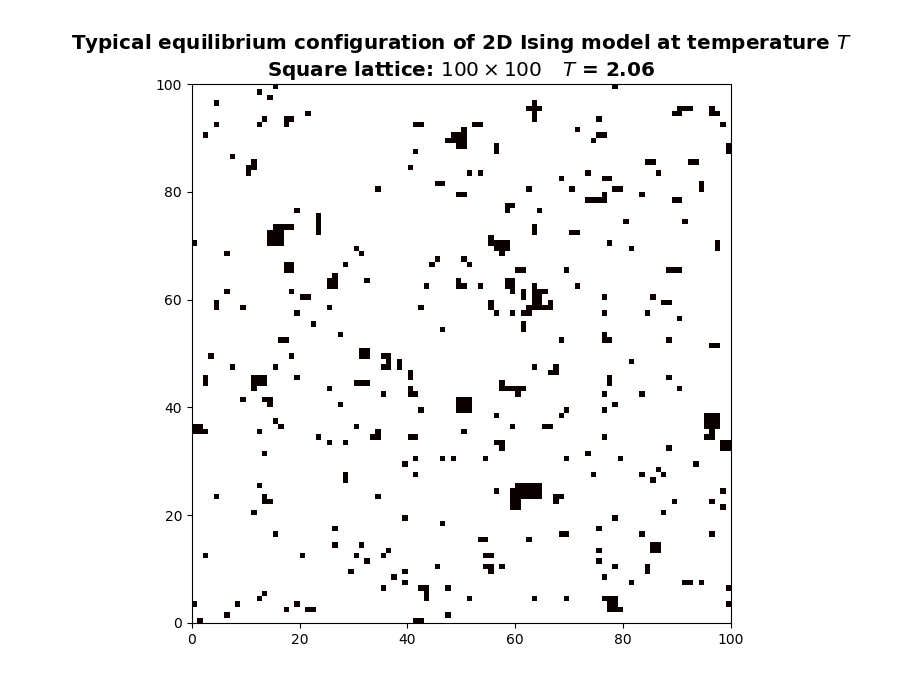 Typical equilibrium configuration of 2D Ising model at temperature T
Square lattice: 100 × 100 T = 2.06
100
80
60
40
20
0
0 20 40 60 80 100